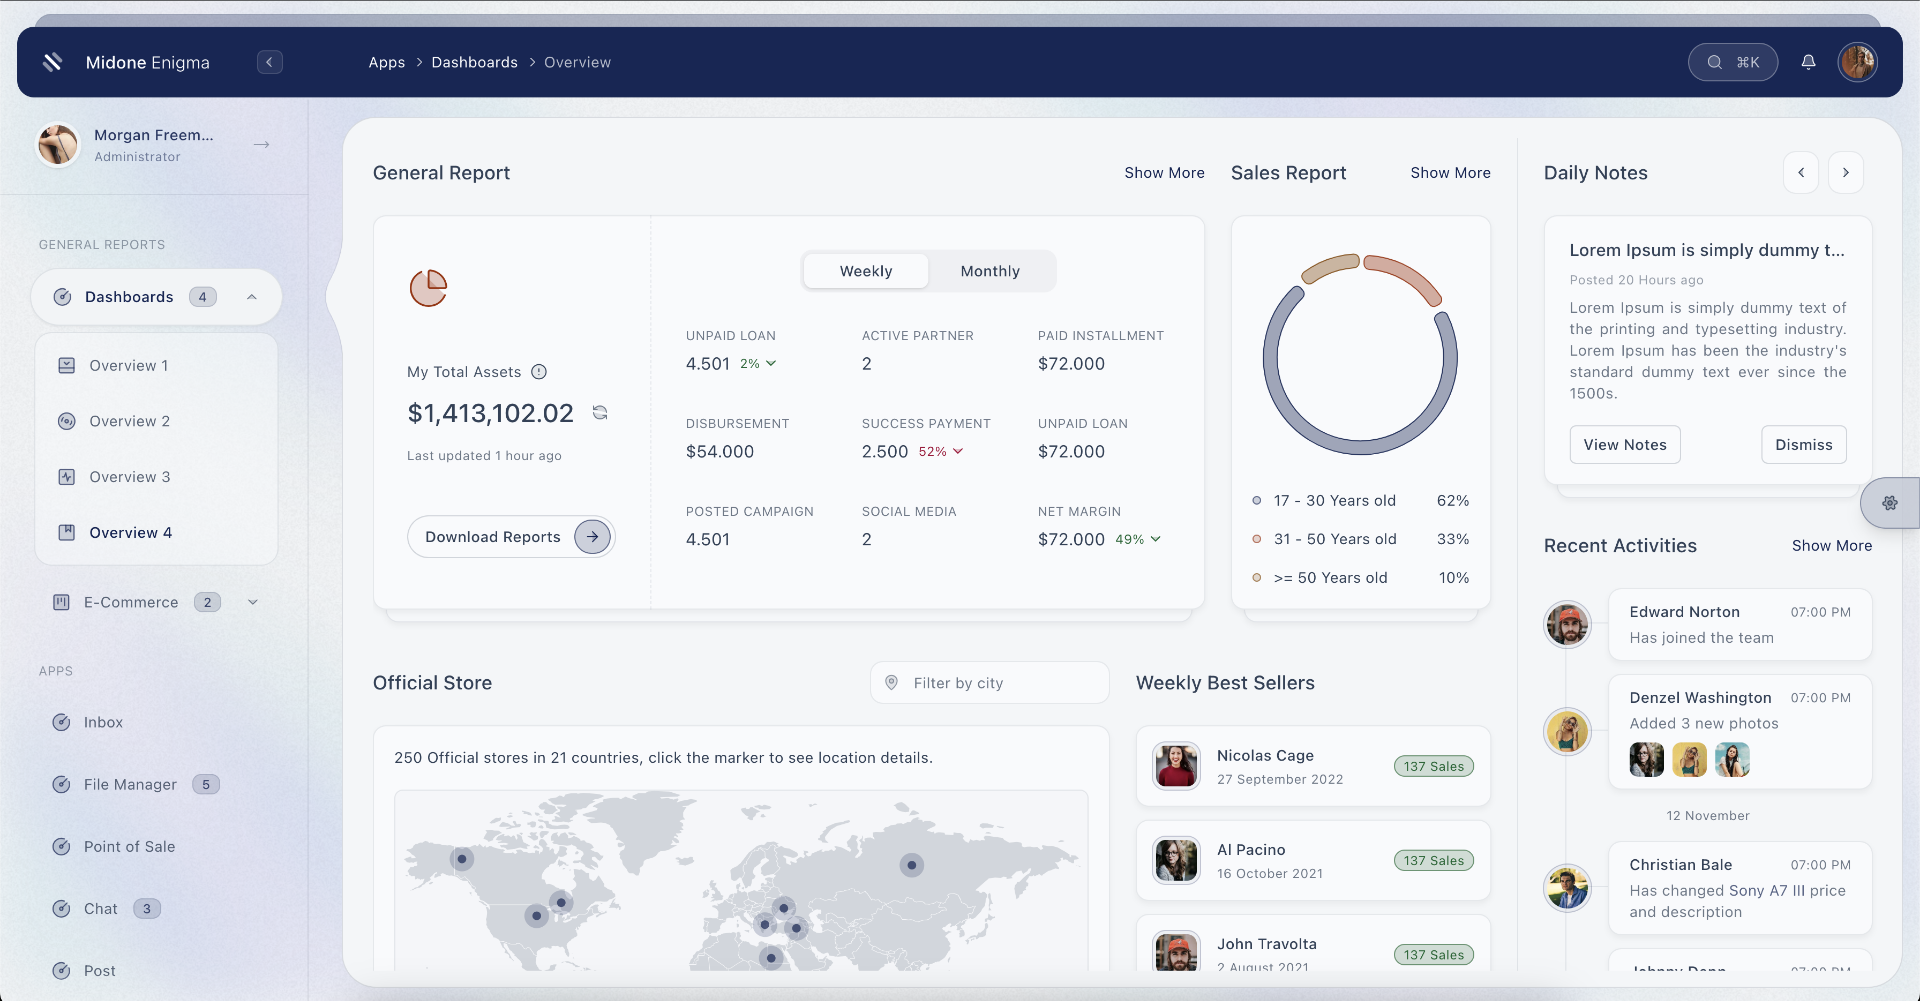 Midone Enigma
Apps
Dashboards
Overview
⌘K
Morgan Freem...
Administrator
GENERAL REPORTS
Dashboards 4
Overview 1
Overview 2
Overview 3
Overview 4
E-Commerce 2
APPS
Inbox
File Manager 5
Point of Sale
Chat 3
Post
General Report
Show More
My Total Assets
$1,413,102.02
Last updated 1 hour ago
Download Reports
Weekly
Monthly
UNPAID LOAN
4.501 2%
ACTIVE PARTNER
2
PAID INSTALLMENT
$72.000
DISBURSEMENT
$54.000
SUCCESS PAYMENT
2.500 52%
UNPAID LOAN
$72.000
POSTED CAMPAIGN
4.501
SOCIAL MEDIA
2
NET MARGIN
$72.000 49%
Sales Report
Show More
17 - 30 Years old 62%
31 - 50 Years old 33%
>= 50 Years old 10%
Official Store
Filter by city
250 Official stores in 21 countries, click the marker to see location details.
Weekly Best Sellers
Nicolas Cage
27 September 2022
137 Sales
Al Pacino
16 October 2021
137 Sales
John Travolta
2 August 2021
137 Sales
Daily Notes
Lorem Ipsum is simply dummy t...
Posted 20 Hours ago
Lorem Ipsum is simply dummy text of
the printing and typesetting industry.
Lorem Ipsum has been the industry's
standard dummy text ever since the
1500s.
View Notes
Dismiss
Recent Activities
Show More
Edward Norton 07:00 PM
Has joined the team
Denzel Washington 07:00 PM
Added 3 new photos
12 November
Christian Bale 07:00 PM
Has changed Sony A7 III price
and description
Johnny Depp 07:00 PM